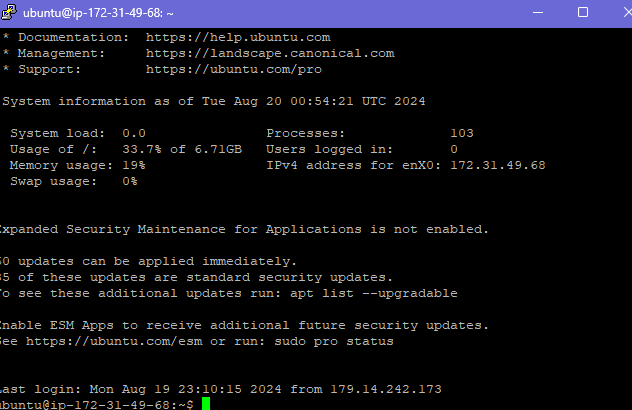 ubuntu@ip-172-31-49-68: ~
* Documentation:  https://help.ubuntu.com
* Management:     https://landscape.canonical.com
* Support:        https://ubuntu.com/pro
System information as of Tue Aug 20 00:54:21 UTC 2024
System load:  0.0               Processes:             103
Usage of /:   33.7% of 6.71GB   Users logged in:       0
Memory usage: 19%               IPv4 address for enX0: 172.31.49.68
Swap usage:   0%
Expanded Security Maintenance for Applications is not enabled.
0 updates can be applied immediately.
5 of these updates are standard security updates.
To see these additional updates run: apt list --upgradable
Enable ESM Apps to receive additional future security updates.
See https://ubuntu.com/esm or run: sudo pro status
Last login: Mon Aug 19 23:10:15 2024 from 179.14.242.173
ubuntu@ip-172-31-49-68:~$